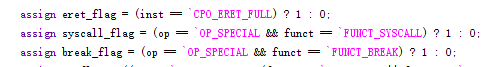 assign eret_flag = (inst == `CPO_ERET_FULL) ? 1 : 0;
assign syscall_flag = (op == `OP_SPECIAL && funct == `FUNCT_SYSCALL) ? 1 : 0;
assign break_flag = (op == `OP_SPECIAL && funct == `FUNCT_BREAK) ? 1 : 0;